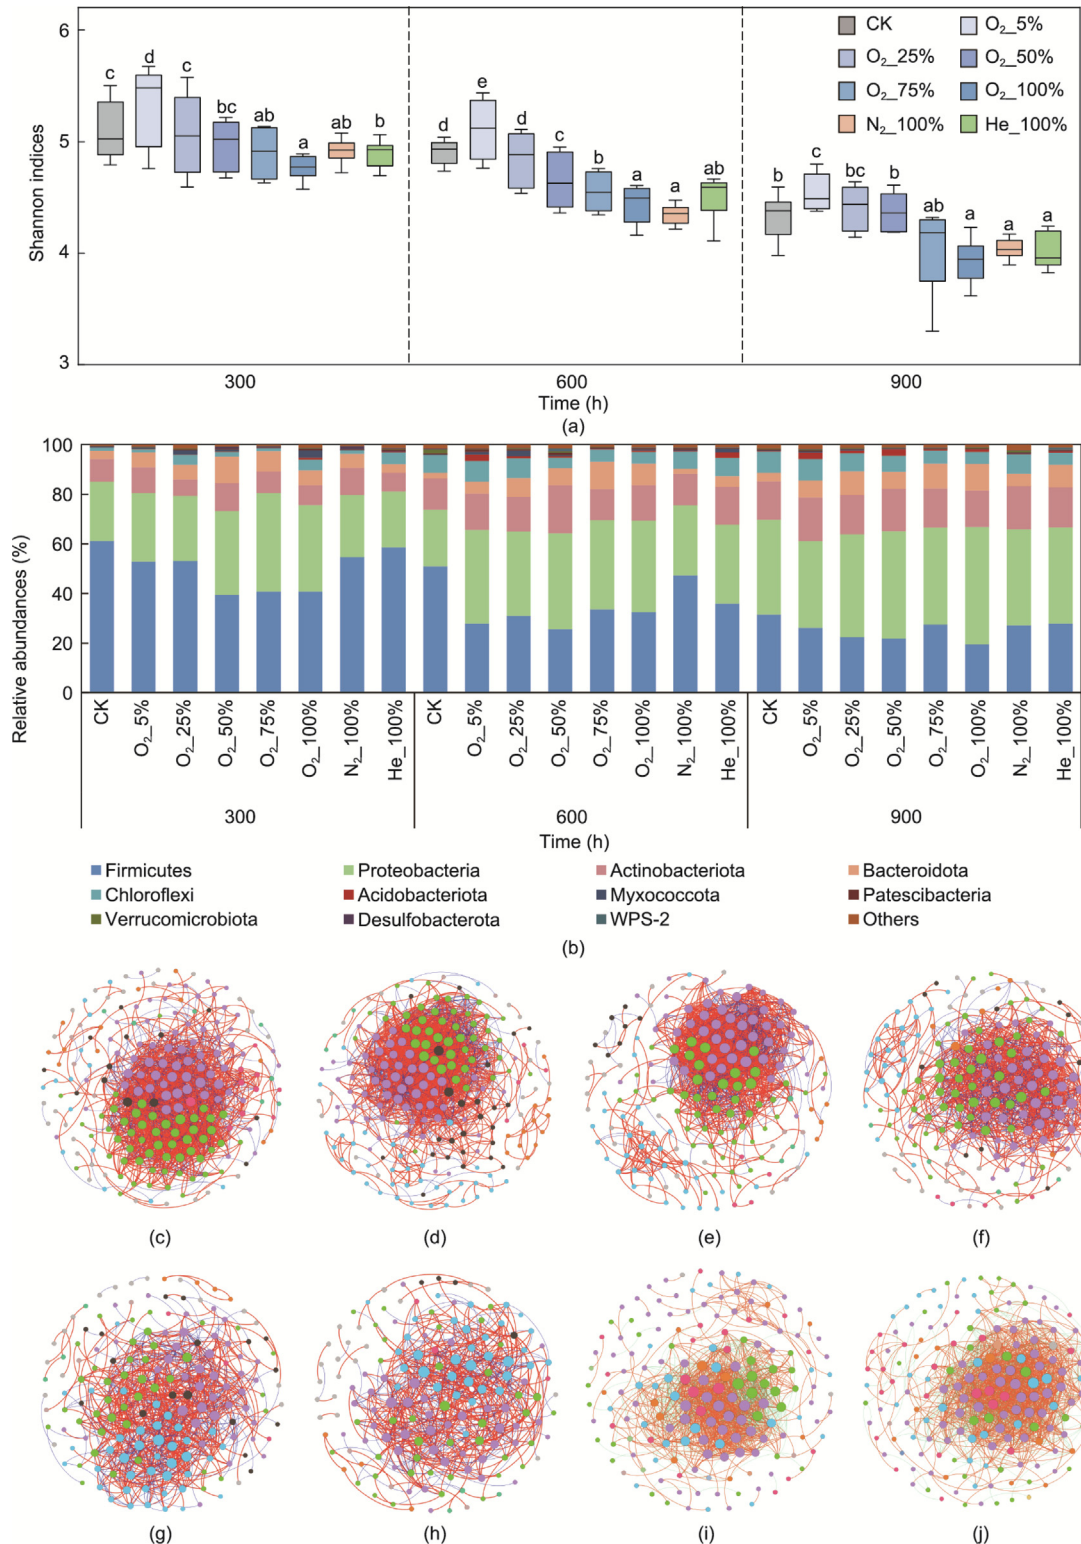 6
5
4
3
Shannon indices
c d c bc ab a ab b
d e d c b a a ab
b c bc b ab a a a
CK O₂_5%
O₂_25% O₂_50%
O₂_75% O₂_100%
N₂_100% He_100%
300 600 900
Time (h)
(a)
100
80
60
40
20
0
Relative abundances (%)
CK O₂_5% O₂_25% O₂_50% O₂_75% O₂_100% N₂_100% He_100% CK O₂_5% O₂_25% O₂_50% O₂_75% O₂_100% N₂_100% He_100% CK O₂_5% O₂_25% O₂_50% O₂_75% O₂_100% N₂_100% He_100%
300 600 900
Time (h)
Firmicutes Proteobacteria Actinobacteriota Bacteroidota
Chloroflexi Acidobacteriota Myxococcota Patescibacteria
Verrucomicrobiota Desulfobacterota WPS-2 Others
(b)
(c) (d) (e) (f)
(g) (h) (i) (j)